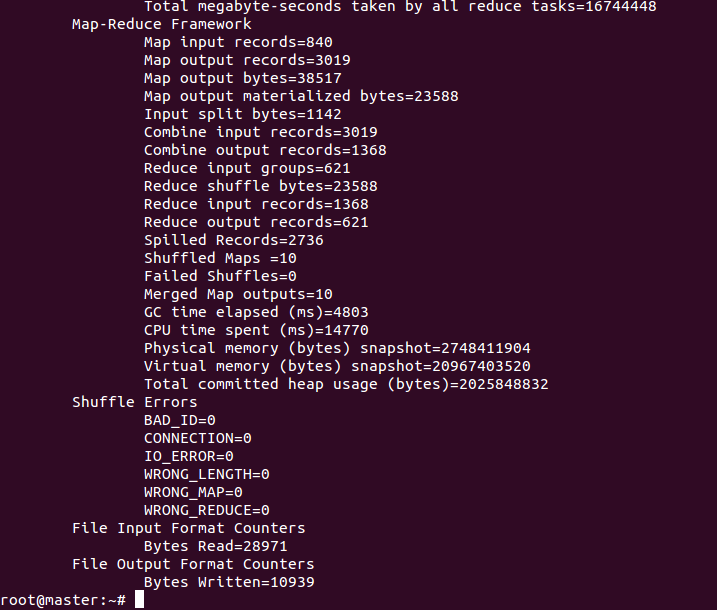 Total megabyte-seconds taken by all reduce tasks=16744448
Map-Reduce Framework
Map input records=840
Map output records=3019
Map output bytes=38517
Map output materialized bytes=23588
Input split bytes=1142
Combine input records=3019
Combine output records=1368
Reduce input groups=621
Reduce shuffle bytes=23588
Reduce input records=1368
Reduce output records=621
Spilled Records=2736
Shuffled Maps =10
Failed Shuffles=0
Merged Map outputs=10
GC time elapsed (ms)=4803
CPU time spent (ms)=14770
Physical memory (bytes) snapshot=2748411904
Virtual memory (bytes) snapshot=20967403520
Total committed heap usage (bytes)=2025848832
Shuffle Errors
BAD_ID=0
CONNECTION=0
IO_ERROR=0
WRONG_LENGTH=0
WRONG_MAP=0
WRONG_REDUCE=0
File Input Format Counters
Bytes Read=28971
File Output Format Counters
Bytes Written=10939
root@master:~#